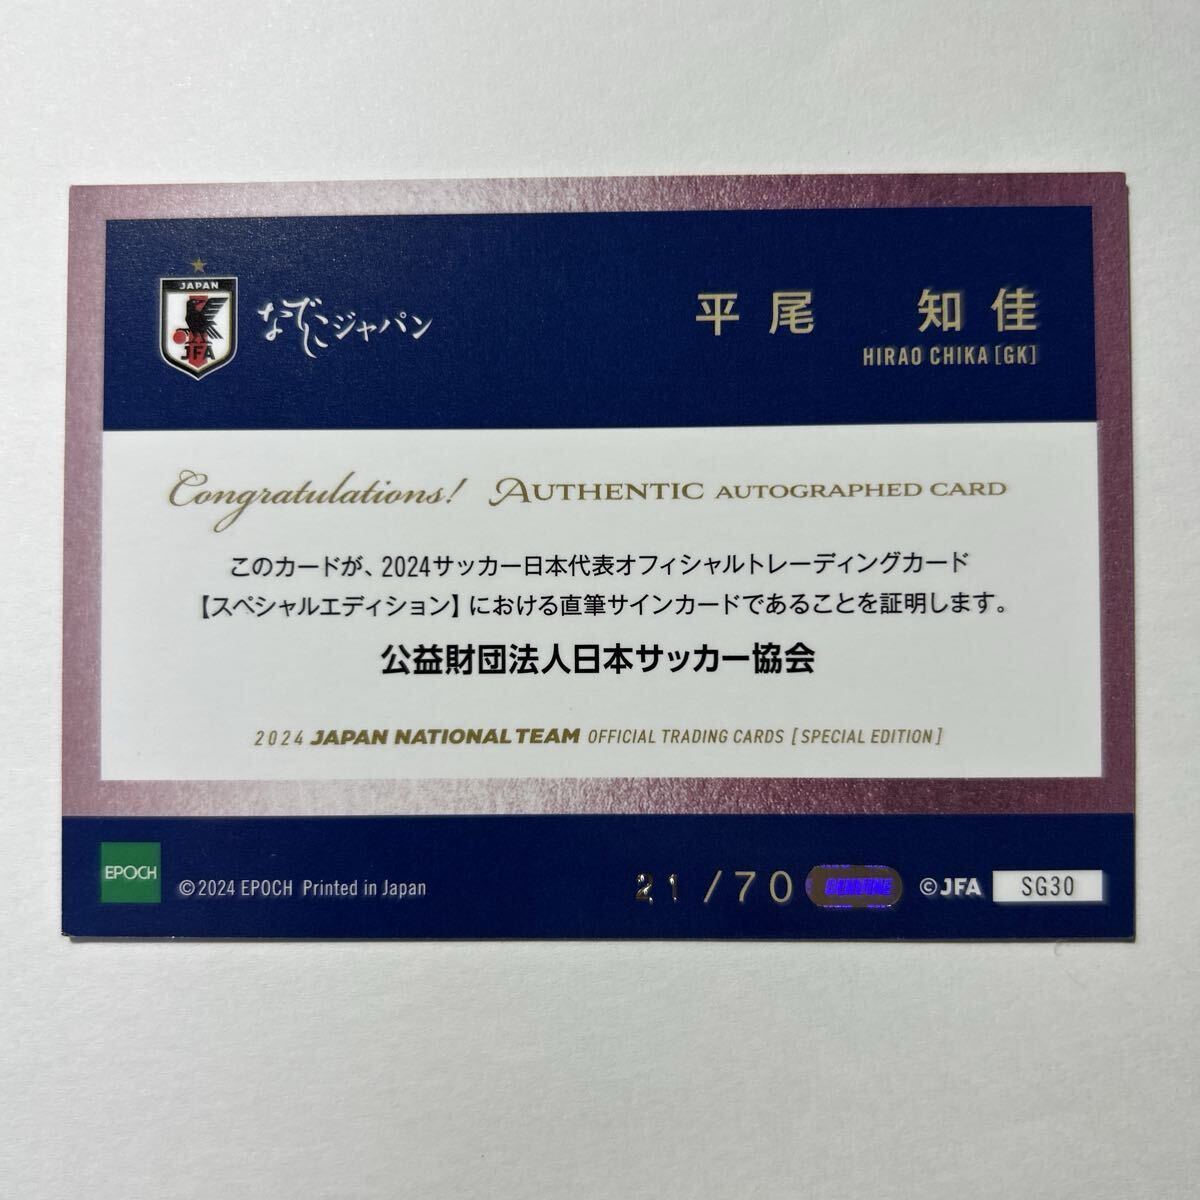 JAPAN
JFA
なでしこジャパン
平尾 知佳
HIRAO CHIKA [GK]
Congratulations! AUTHENTIC AUTOGRAPHED CARD
このカードが、2024サッカー日本代表オフィシャルトレーディングカード
【スペシャルエディション】における直筆サインカードであることを証明します。
公益財団法人日本サッカー協会
2024 JAPAN NATIONAL TEAM OFFICIAL TRADING CARDS [SPECIAL EDITION]
EPOCH
©2024 EPOCH Printed in Japan
21 /70
©JFA
SG30